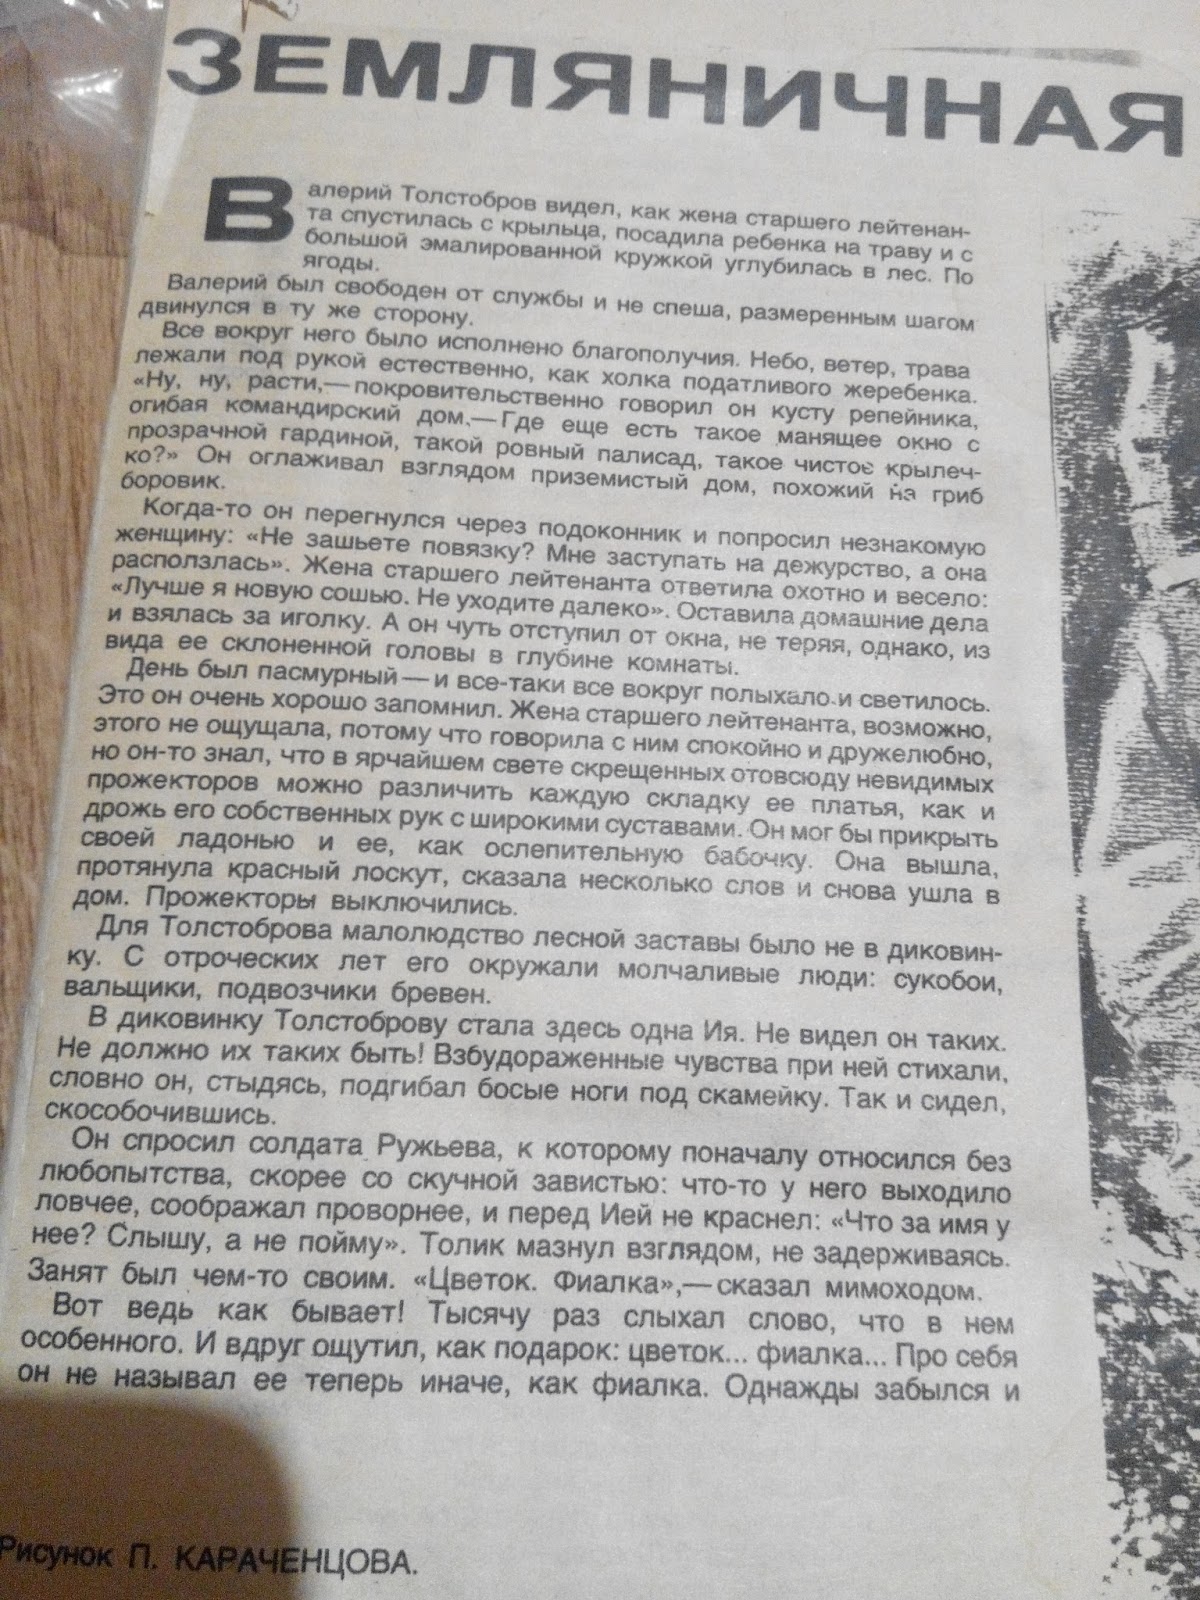 ЗЕМЛЯНИЧНАЯ
Валерий Толстобров видел, как жена старшего лейтенан-
та спустилась с крыльца, посадила ребенка на траву и с
большой эмалированной кружкой углубилась в лес. По
ягоды.
Валерий был свободен от службы и не спеша, размеренным шагом
двинулся в ту же сторону.
Все вокруг него было исполнено благополучия. Небо, ветер, трава
лежали под рукой естественно, как холка податливого жеребенка.
«Ну, ну, расти,— покровительственно говорил он кусту репейника,
огибая командирский дом.— Где еще есть такое манящее окно с
прозрачной гардиной, такой ровный палисад, такое чистое крылеч-
ко?» Он оглаживал взглядом приземистый дом, похожий на гриб
боровик.
Когда-то он перегнулся через подоконник и попросил незнакомую
женщину: «Не зашьете повязку? Мне заступать на дежурство, а она
расползлась». Жена старшего лейтенанта ответила охотно и весело:
«Лучше я новую сошью. Не уходите далеко». Оставила домашние дела
и взялась за иголку. А он чуть отступил от окна, не теряя, однако, из
вида ее склоненной головы в глубине комнаты.
День был пасмурный — и все-таки все вокруг полыхало и светилось.
Это он очень хорошо запомнил. Жена старшего лейтенанта, возможно,
этого не ощущала, потому что говорила с ним спокойно и дружелюбно,
но он-то знал, что в ярчайшем свете скрещенных отовсюду невидимых
прожекторов можно различить каждую складку ее платья, как и
дрожь его собственных рук с широкими суставами. Он мог бы прикрыть
своей ладонью и ее, как ослепительную бабочку. Она вышла,
протянула красный лоскут, сказала несколько слов и снова ушла в
дом. Прожекторы выключились.
Для Толстоброва малолюдство лесной заставы было не в диковин-
ку. С отроческих лет его окружали молчаливые люди: сукобои,
вальщики, подвозчики бревен.
В диковинку Толстоброву стала здесь одна Ия. Не видел он таких.
Не должно их таких быть! Взбудораженные чувства при ней стихали,
словно он, стыдясь, подгибал босые ноги под скамейку. Так и сидел,
скособочившись.
Он спросил солдата Ружьева, к которому поначалу относился без
любопытства, скорее со скучной завистью: что-то у него выходило
ловчее, соображал проворнее, и перед Ией не краснел: «Что за имя у
нее? Слышу, а не пойму». Толик мазнул взглядом, не задерживаясь.
Занят был чем-то своим. «Цветок. Фиалка»,— сказал мимоходом.
Вот ведь как бывает! Тысячу раз слыхал слово, что в нем
особенного. И вдруг ощутил, как подарок: цветок... фиалка... Про себя
он не называл ее теперь иначе, как фиалка. Однажды забылся и
Рисунок П. КАРАЧЕНЦОВА.